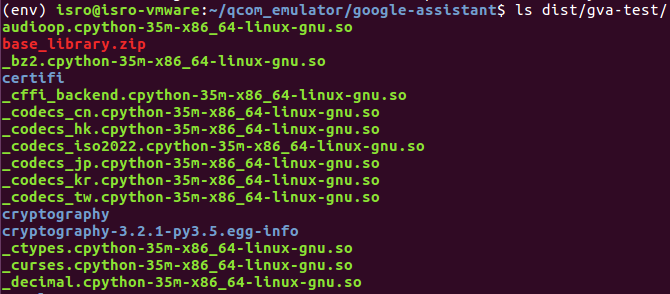 (env) isro@isro-vmware:~/qcom_emulator/google-assistant$ ls dist/gva-test/
audioop.cpython-35m-x86_64-linux-gnu.so
base_library.zip
_bz2.cpython-35m-x86_64-linux-gnu.so
certifi
_cffi_backend.cpython-35m-x86_64-linux-gnu.so
_codecs_cn.cpython-35m-x86_64-linux-gnu.so
_codecs_hk.cpython-35m-x86_64-linux-gnu.so
_codecs_iso2022.cpython-35m-x86_64-linux-gnu.so
_codecs_jp.cpython-35m-x86_64-linux-gnu.so
_codecs_kr.cpython-35m-x86_64-linux-gnu.so
_codecs_tw.cpython-35m-x86_64-linux-gnu.so
cryptography
cryptography-3.2.1-py3.5.egg-info
_ctypes.cpython-35m-x86_64-linux-gnu.so
_curses.cpython-35m-x86_64-linux-gnu.so
_decimal.cpython-35m-x86_64-linux-gnu.so